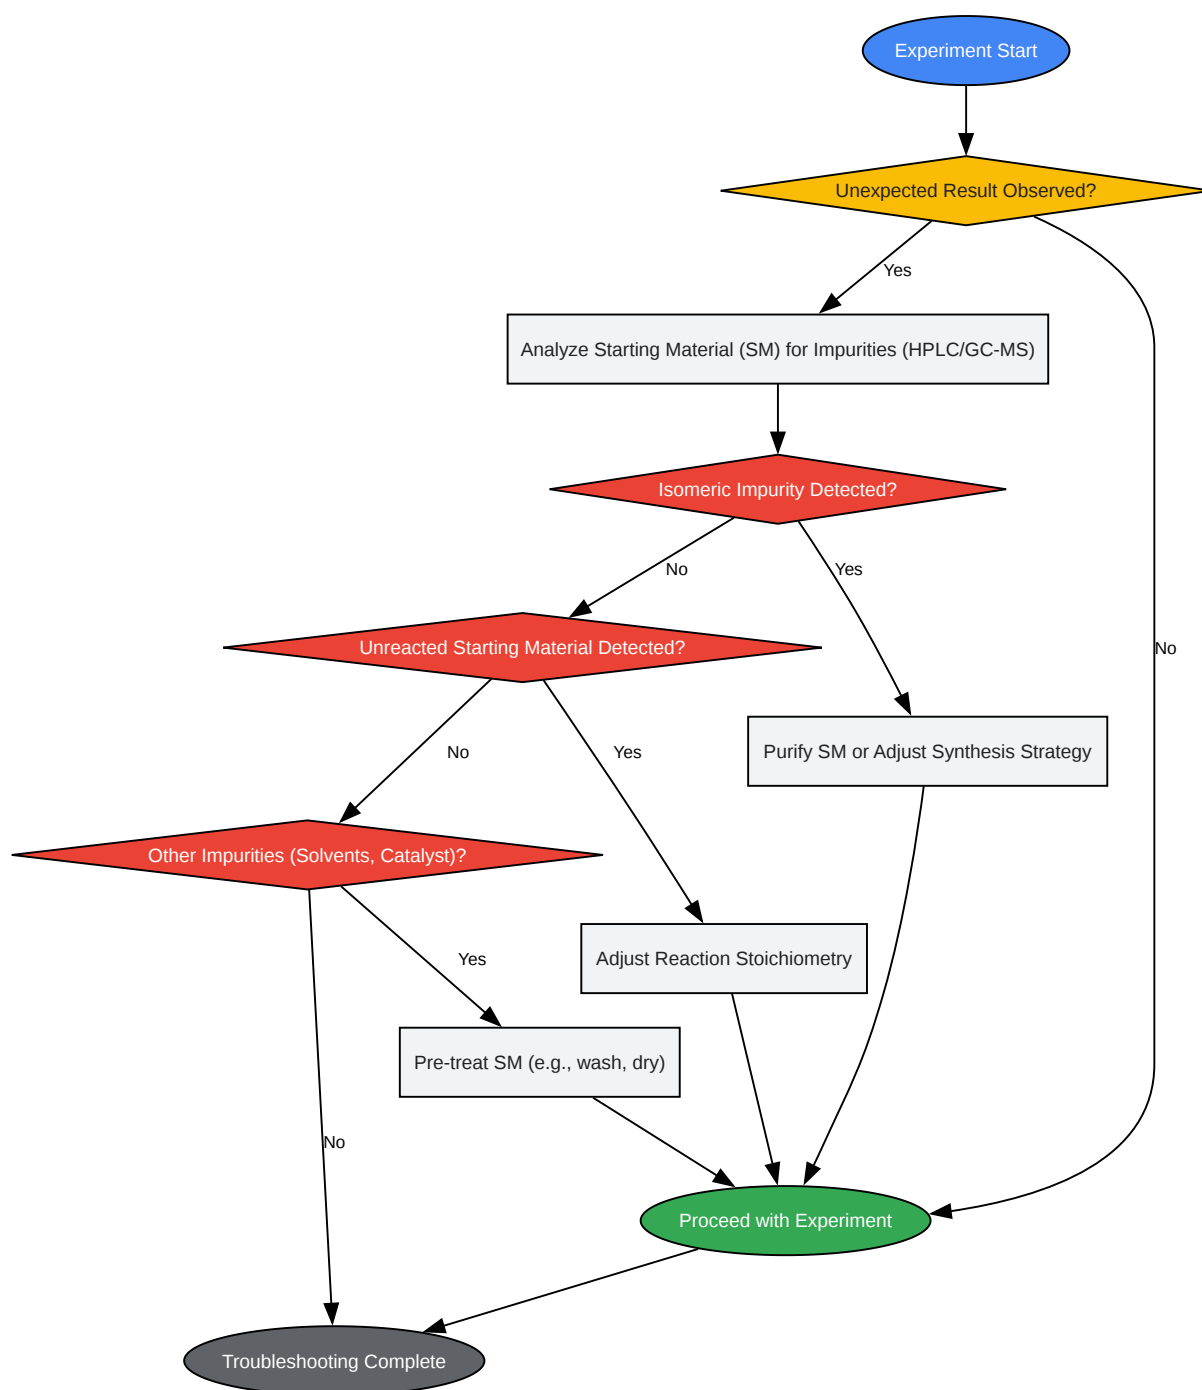 Experiment Start
Unexpected Result Observed?
Yes
Analyze Starting Material (SM) for Impurities (HPLC/GC-MS)
Isomeric Impurity Detected?
No
Yes
Unreacted Starting Material Detected?
No
No
Yes
Purify SM or Adjust Synthesis Strategy
Other Impurities (Solvents, Catalyst)?
Yes
Adjust Reaction Stoichiometry
Pre-treat SM (e.g., wash, dry)
No
Proceed with Experiment
Troubleshooting Complete